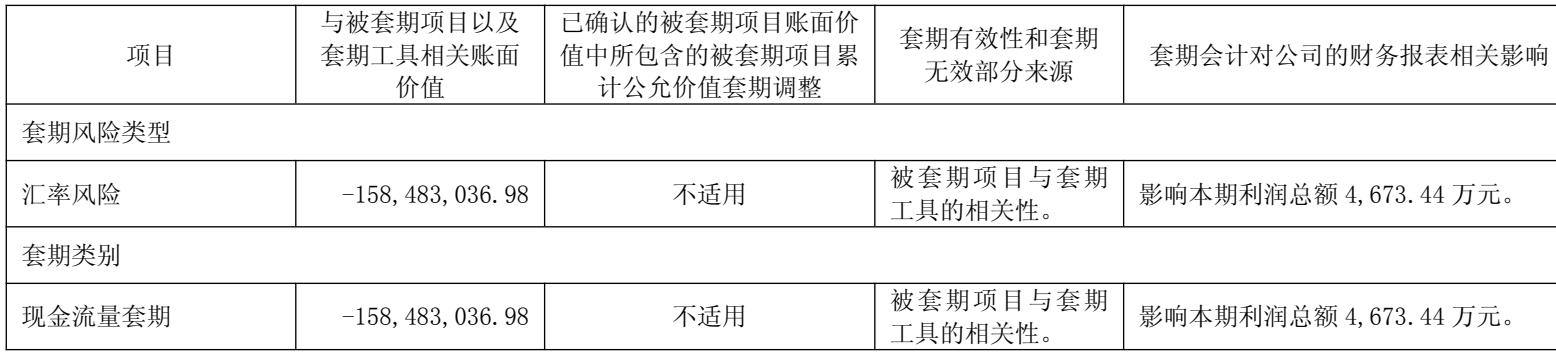 项目
与被套期项目以及
套期工具相关账面
价值
已确认的被套期项目账面价
值中所包含的被套期项目累
计公允价值套期调整
套期有效性和套期
无效部分来源
套期会计对公司的财务报表相关影响
套期风险类型
汇率风险
-158,483,036.98
不适用
被套期项目与套期
工具的相关性。
影响本期利润总额 4,673.44 万元。
套期类别
现金流量套期
-158,483,036.98
不适用
被套期项目与套期
工具的相关性。
影响本期利润总额 4,673.44 万元。